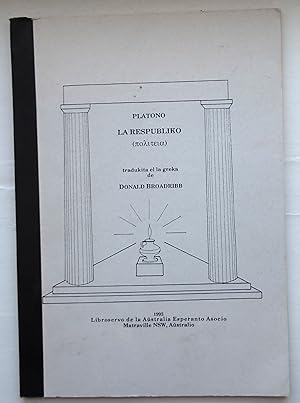 PLATONO
LA RESPUBLIKO
(πολιτεια)
tradukita el la greka
de
DONALD BROADRIBB
1993
Libroservo de la Aŭstralia Esperanto Asocio
Matraville NSW, Aŭstralio